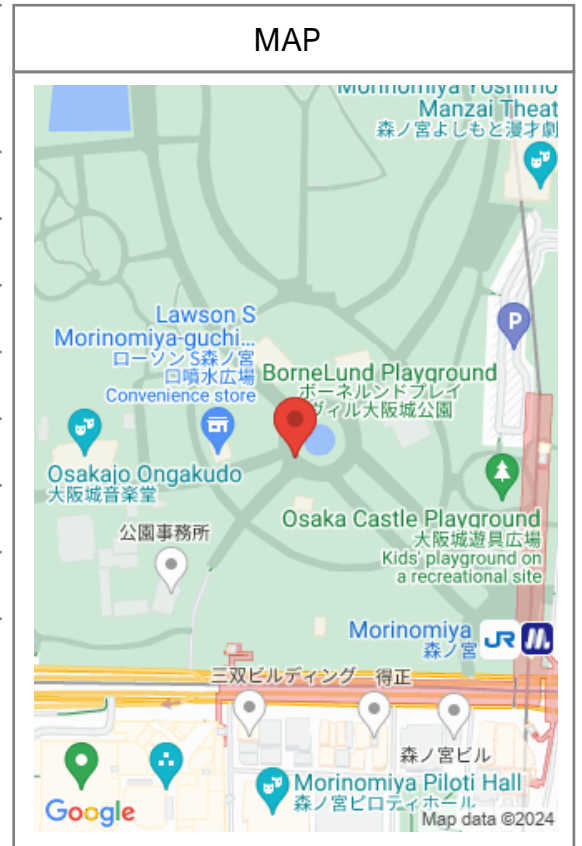 MAP
Morinomiya Yoshimo
Manzai Theat
森ノ宮よしもと漫才劇
P
Lawson S
Morinomiya-guchi...
ローソン S森ノ宮
口噴水広場
Convenience store
BorneLund Playground
ボーネルンドプレイ
ヴィル大阪城公園
Osakajo Ongakudo
大阪城音楽堂
Osaka Castle Playground
大阪城遊具広場
Kids' playground on
a recreational site
公園事務所
Morinomiya
森ノ宮
JR
三双ビルディング
得正
森ノ宮ビル
Morinomiya Piloti Hall
森ノ宮ピロティホール
Google
Map data ©2024